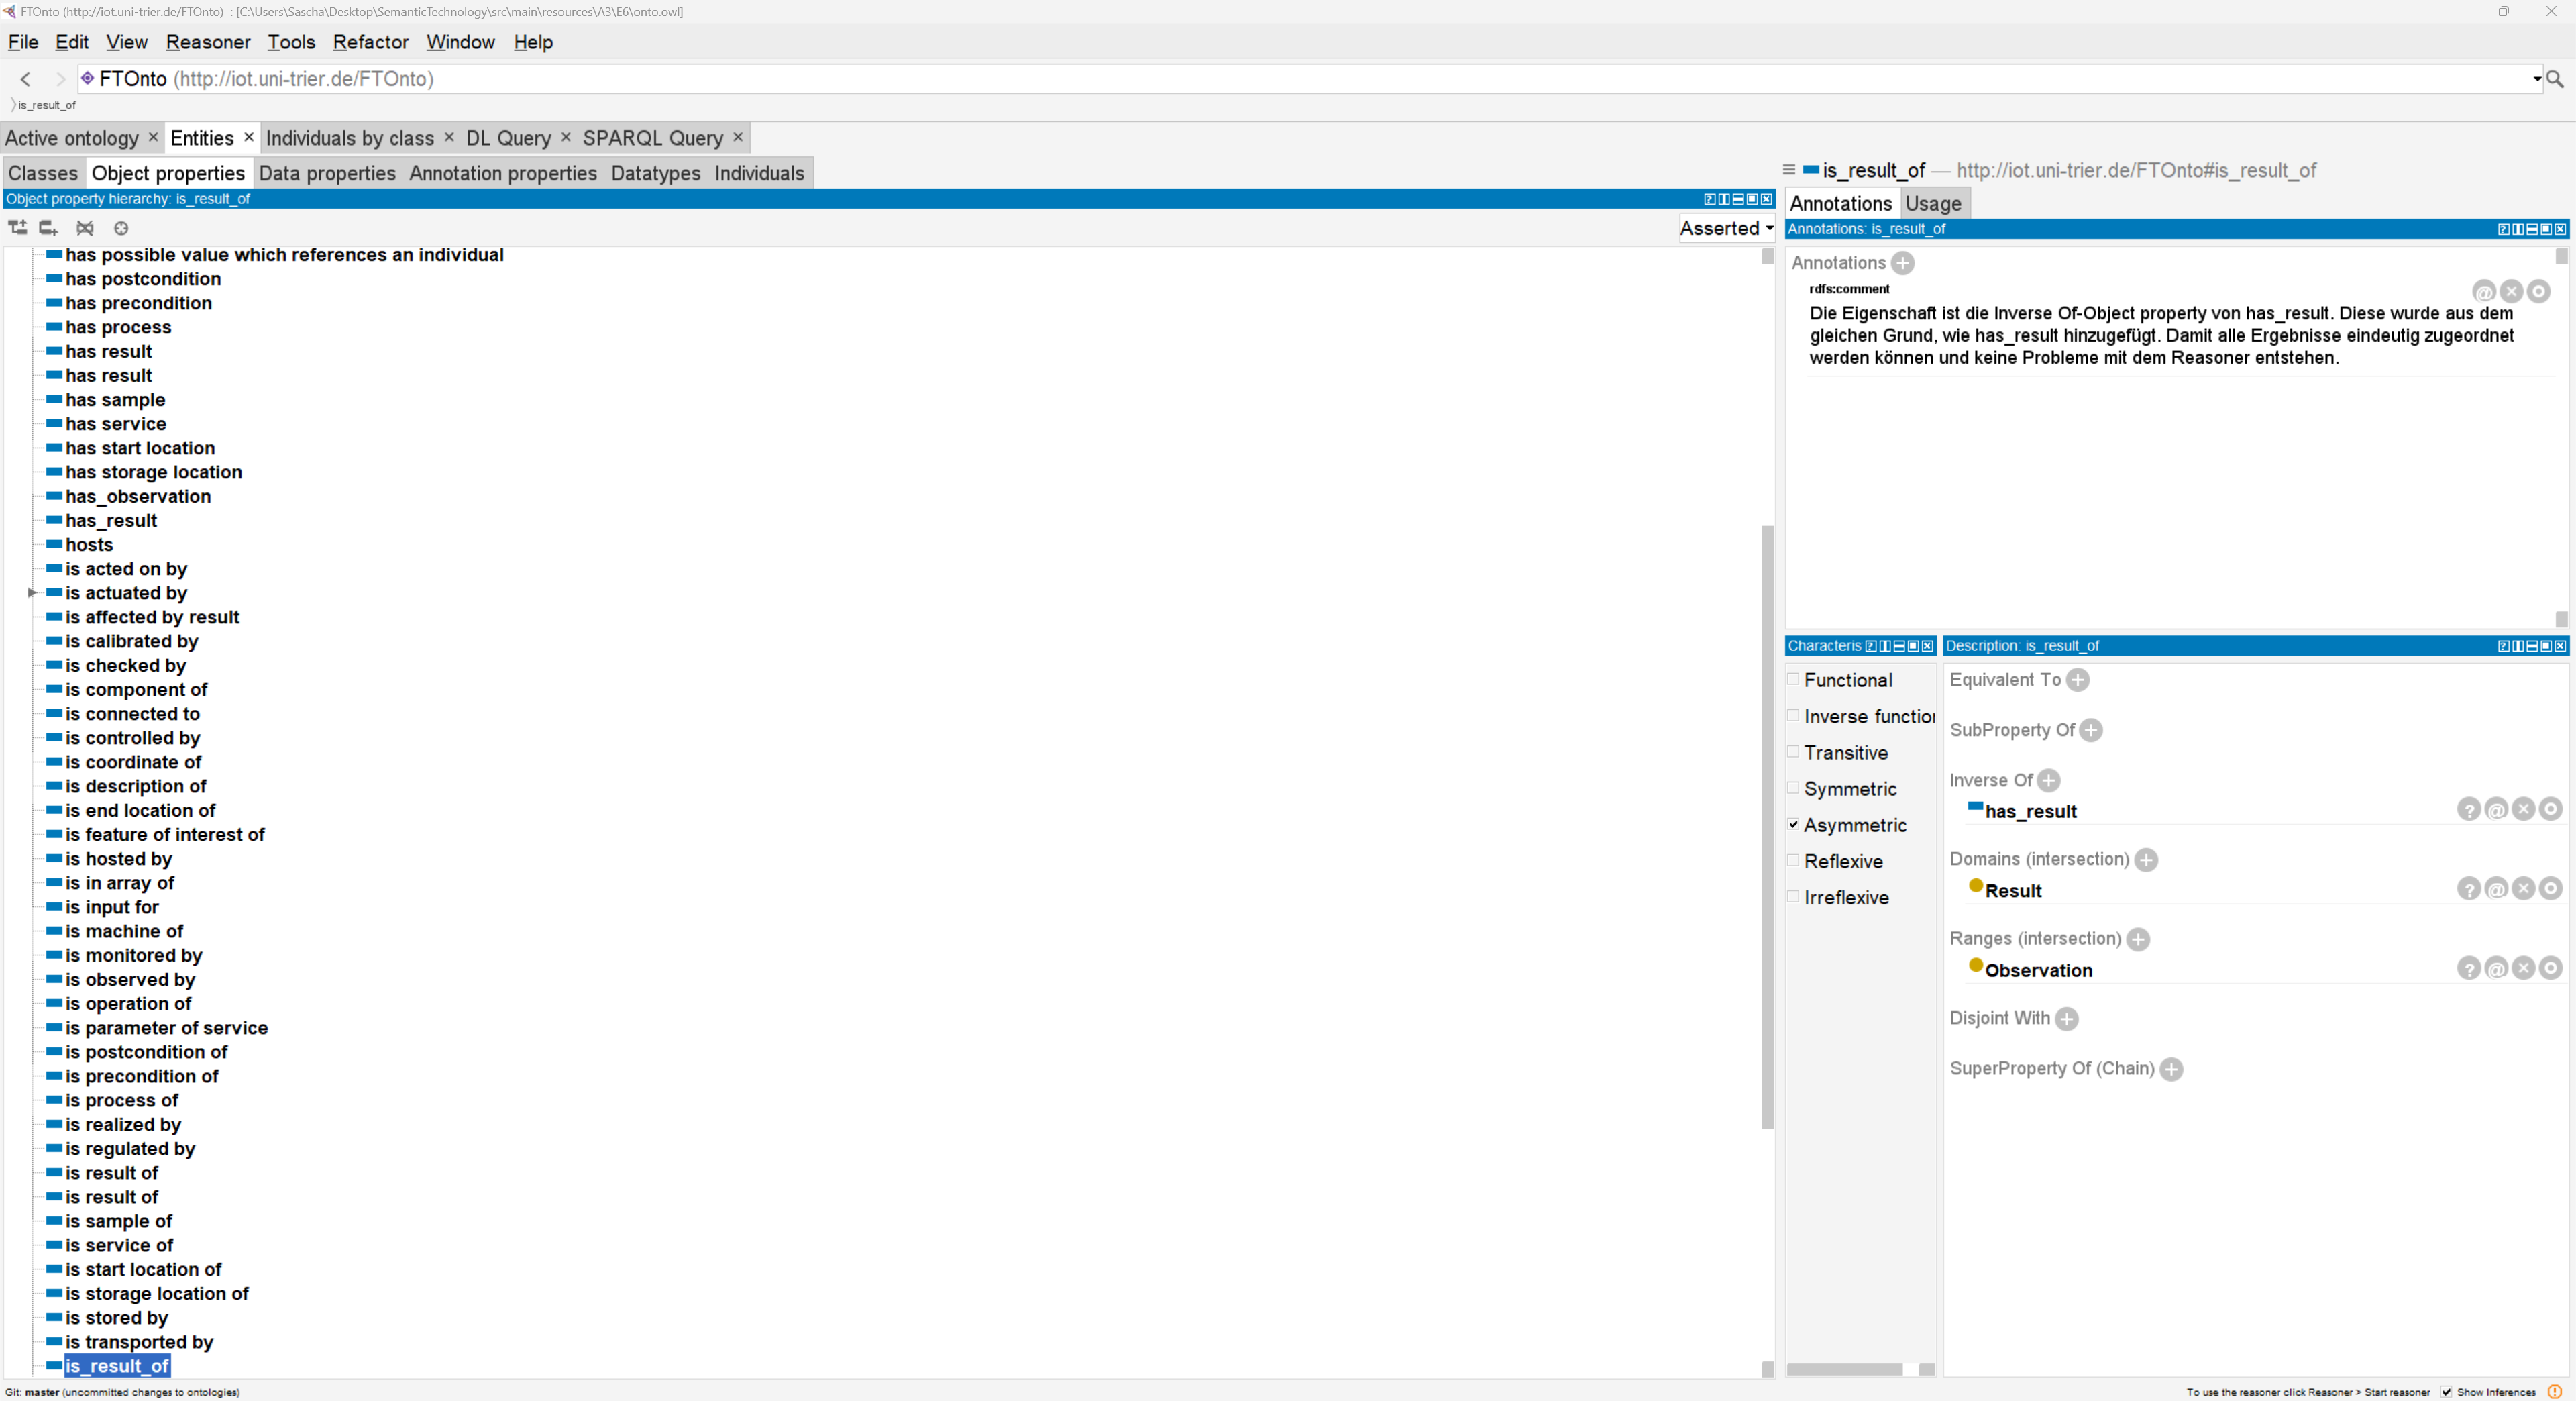 FTOnto (http://iot.uni-trier.de/FTOnto) : [C:\Users\Sascha\Desktop\SemanticTechnology\src\main\resources\A3\E6\onto.owl]
File Edit View Reasoner Tools Refactor Window Help
FTOnto (http://iot.uni-trier.de/FTOnto)
is_result_of
Active ontology × Entities × Individuals by class × DL Query × SPARQL Query ×
Classes Object properties Data properties Annotation properties Datatypes Individuals
Object property hierarchy: is_result_of
Asserted
has possible value which references an individual
has postcondition
has precondition
has process
has result
has result
has sample
has service
has start location
has storage location
has_observation
has_result
hosts
is acted on by
is actuated by
is affected by result
is calibrated by
is checked by
is component of
is connected to
is controlled by
is coordinate of
is description of
is end location of
is feature of interest of
is hosted by
is in array of
is input for
is machine of
is monitored by
is observed by
is operation of
is parameter of service
is postcondition of
is precondition of
is process of
is realized by
is regulated by
is result of
is result of
is sample of
is service of
is start location of
is storage location of
is stored by
is transported by
is_result_of
is_result_of — http://iot.uni-trier.de/FTOnto#is_result_of
Annotations Usage
Annotations: is_result_of
Annotations
rdfs:comment
Die Eigenschaft ist die Inverse Of-Object property von has_result. Diese wurde aus dem
gleichen Grund, wie has_result hinzugefügt. Damit alle Ergebnisse eindeutig zugeordnet
werden können und keine Probleme mit dem Reasoner entstehen.
Characteris
Functional
Inverse function
Transitive
Symmetric
Asymmetric
Reflexive
Irreflexive
Description: is_result_of
Equivalent To
SubProperty Of
Inverse Of
has_result
Domains (intersection)
Result
Ranges (intersection)
Observation
Disjoint With
SuperProperty Of (Chain)
Git: master (uncommitted changes to ontologies)
To use the reasoner click Reasoner > Start reasoner Show Inferences